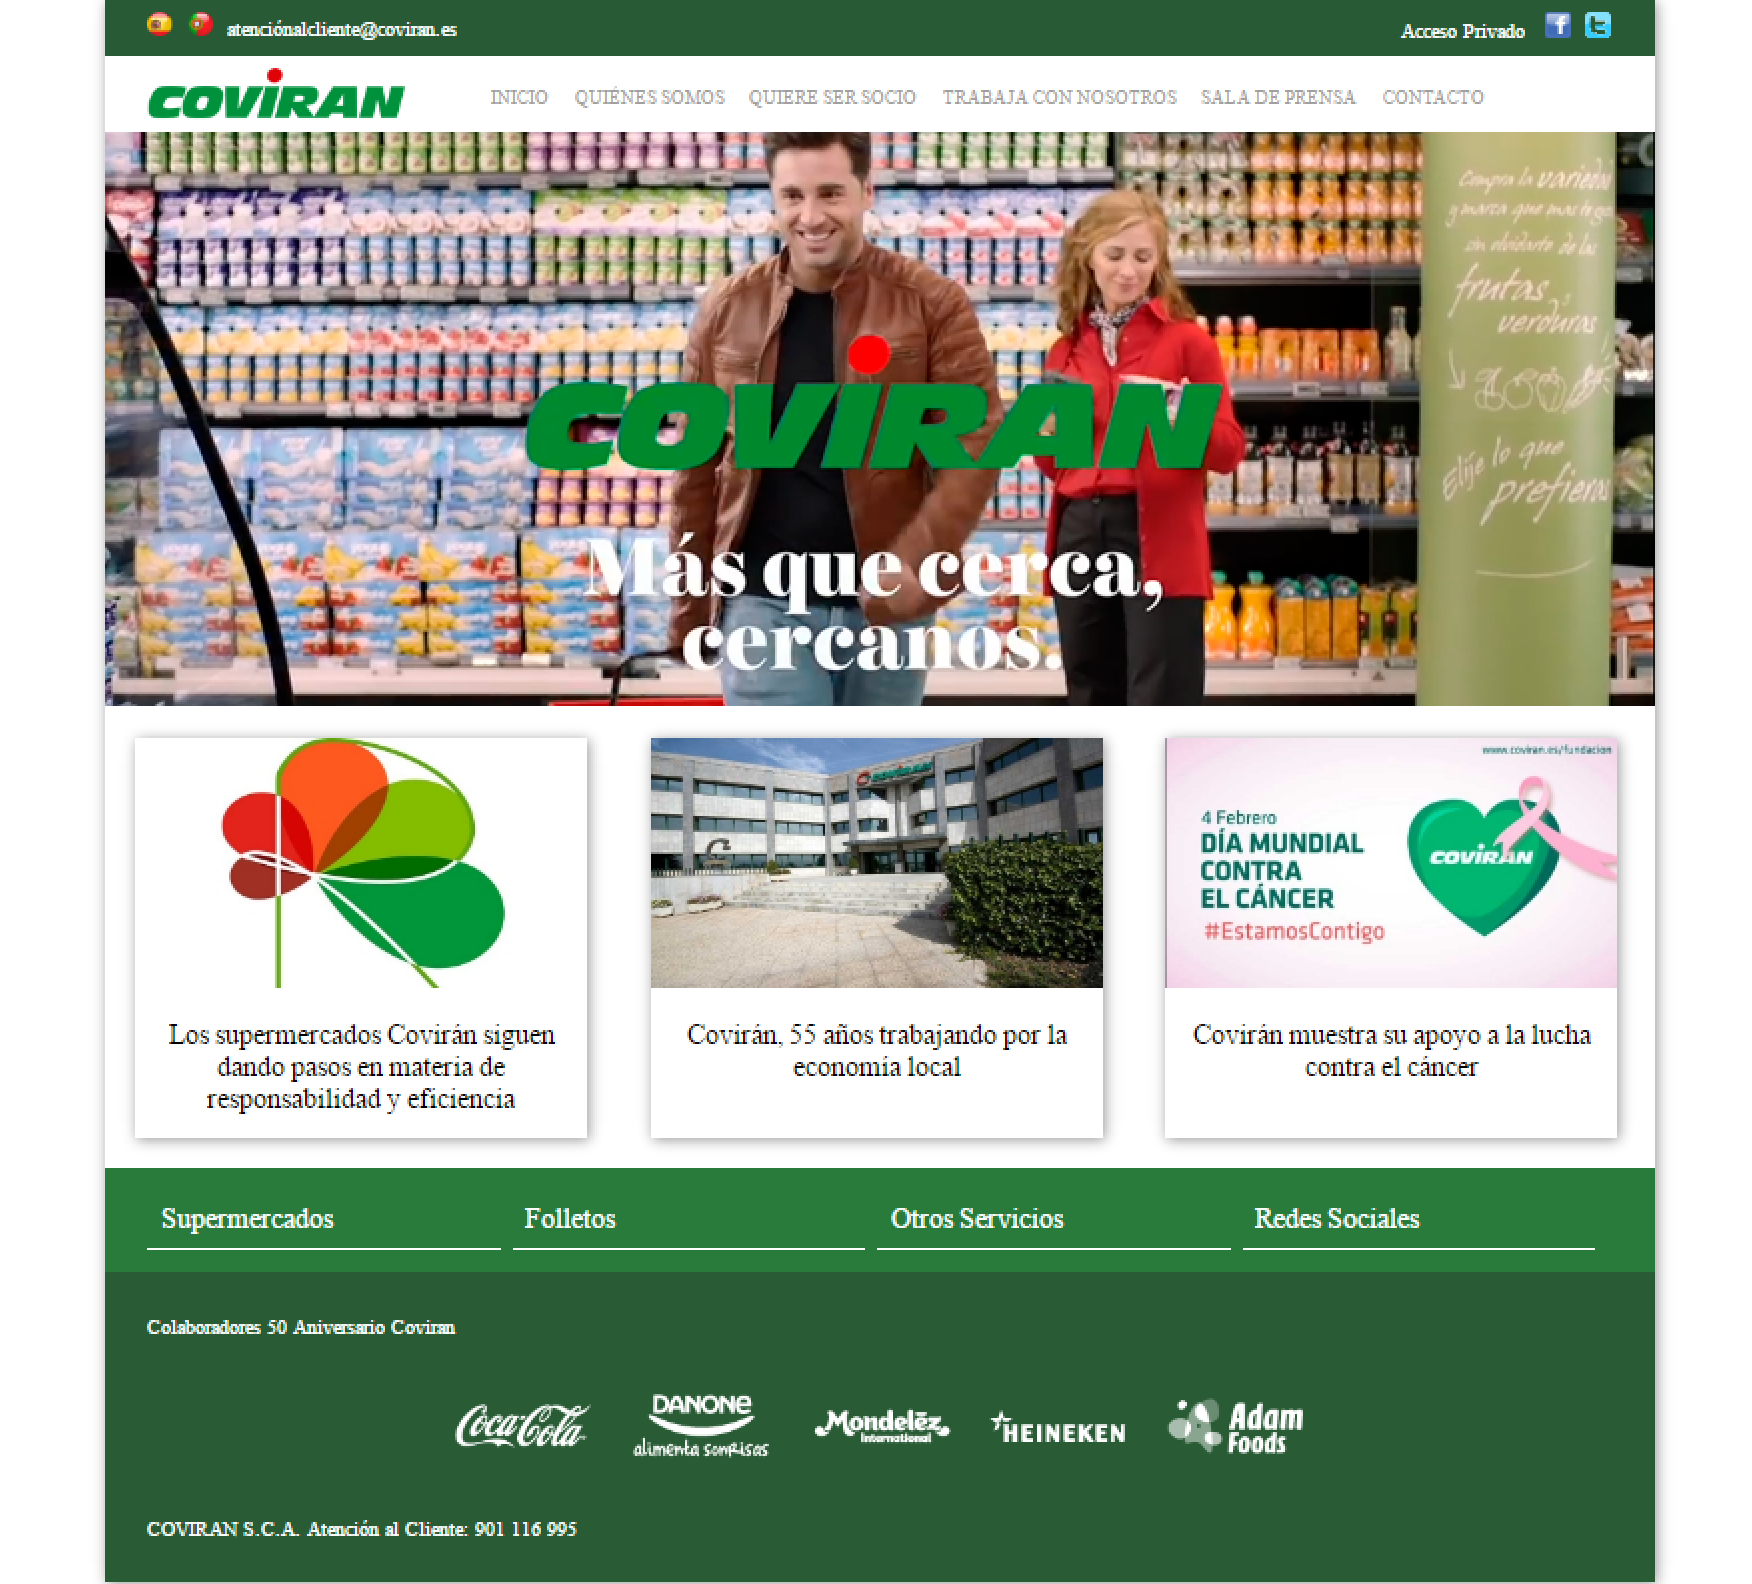 atenciónalcliente@coviran.es
Acceso Privado
COVIRAN
INICIO QUIÉNES SOMOS QUIERE SER SOCIO TRABAJA CON NOSOTROS SALA DE PRENSA CONTACTO
Compra la variedad
y marca que mas te gu
sin olvidarte de las
frutas y
verduras
Elije lo que
prefieras
COVIRAN
Más que cerca,
cercanos.
COVIRAN
www.coviran.es/fundacion
4 Febrero
DÍA MUNDIAL
CONTRA
EL CÁNCER
#EstamosContigo
COVIRAN
Los supermercados Covirán siguen
dando pasos en materia de
responsabilidad y eficiencia
Covirán, 55 años trabajando por la
economía local
Covirán muestra su apoyo a la lucha
contra el cáncer
Supermercados Folletos Otros Servicios Redes Sociales
Colaboradores 50 Aniversario Coviran
Coca-Cola
DANONE
alimenta sonrisas
Mondelēz
International
HEINEKEN
Adam
Foods
COVIRAN S.C.A. Atención al Cliente: 901 116 995